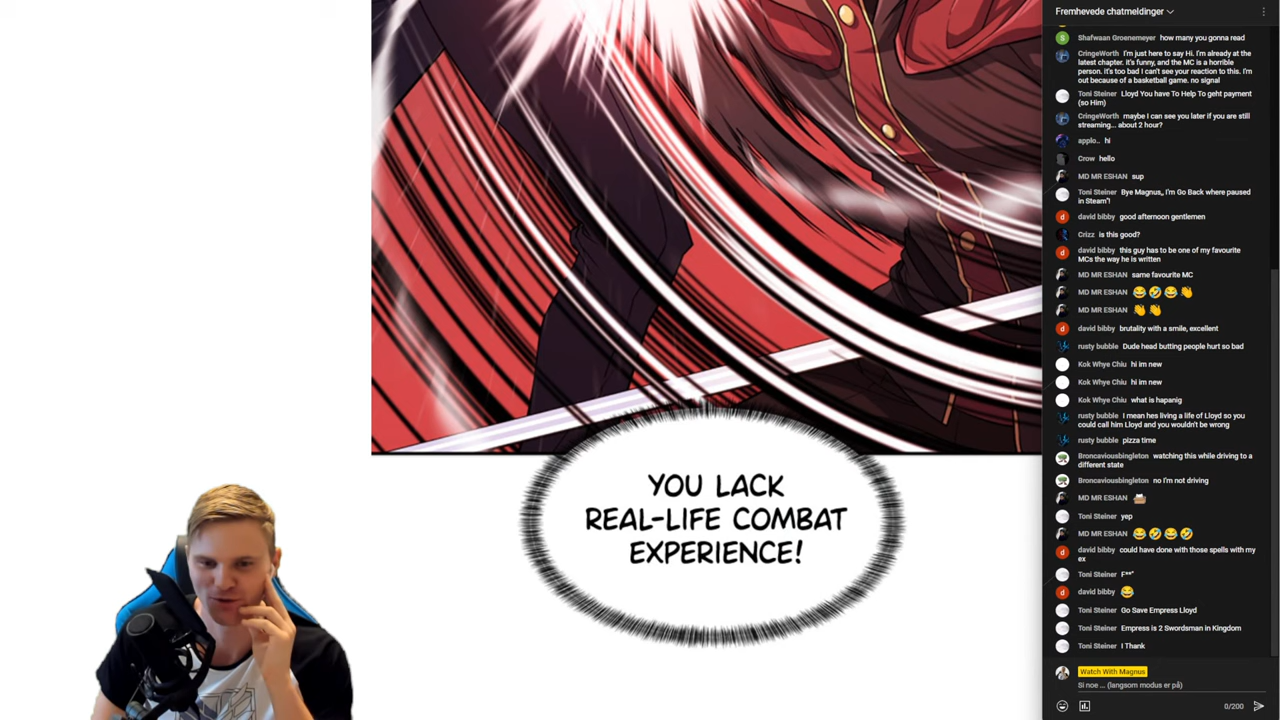 YOU LACK
REAL-LIFE COMBAT
EXPERIENCE!
Fremhevede chatmeldinger
S
Shafwaan Groenemeyer how many you gonna read
CringeWorth I'm just here to say Hi. I'm already at the
latest chapter. it's funny, and the MC is a horrible
person. it's too bad I can't see your reaction to this. I'm
out because of a basketball game. no signal
Toni Steiner Lloyd You have To Help To geht payment
(so Him)
CringeWorth maybe I can see you later if you are still
streaming... about 2 hour?
applo.. hi
Crow hello
MD MR ESHAN sup
Toni Steiner Bye Magnus,, I'm Go Back where paused
in Steam"!
d
david bibby good afternoon gentlemen
Crizz is this good?
d
david bibby this guy has to be one of my favourite
MCs the way he is written
MD MR ESHAN same favourite MC
MD MR ESHAN 😂🤣😂👏
MD MR ESHAN 👏👏
d
david bibby brutality with a smile, excellent
rusty bubble Dude head butting people hurt so bad
Kok Whye Chiu hi im new
Kok Whye Chiu hi im new
Kok Whye Chiu what is hapanig
rusty bubble I mean hes living a life of Lloyd so you
could call him Lloyd and you wouldn't be wrong
rusty bubble pizza time
Broncaviousbingleton watching this while driving to a
different state
Broncaviousbingleton no I'm not driving
MD MR ESHAN
Toni Steiner yep
MD MR ESHAN 😂🤣😂🤣
d
david bibby could have done with those spells with my
ex
Toni Steiner F**"
d
david bibby 😂
Toni Steiner Go Save Empress Lloyd
Toni Steiner Empress is 2 Swordsman in Kingdom
Toni Steiner I Thank
Watch With Magnus
Si noe ... (langsom modus er på)
0/200